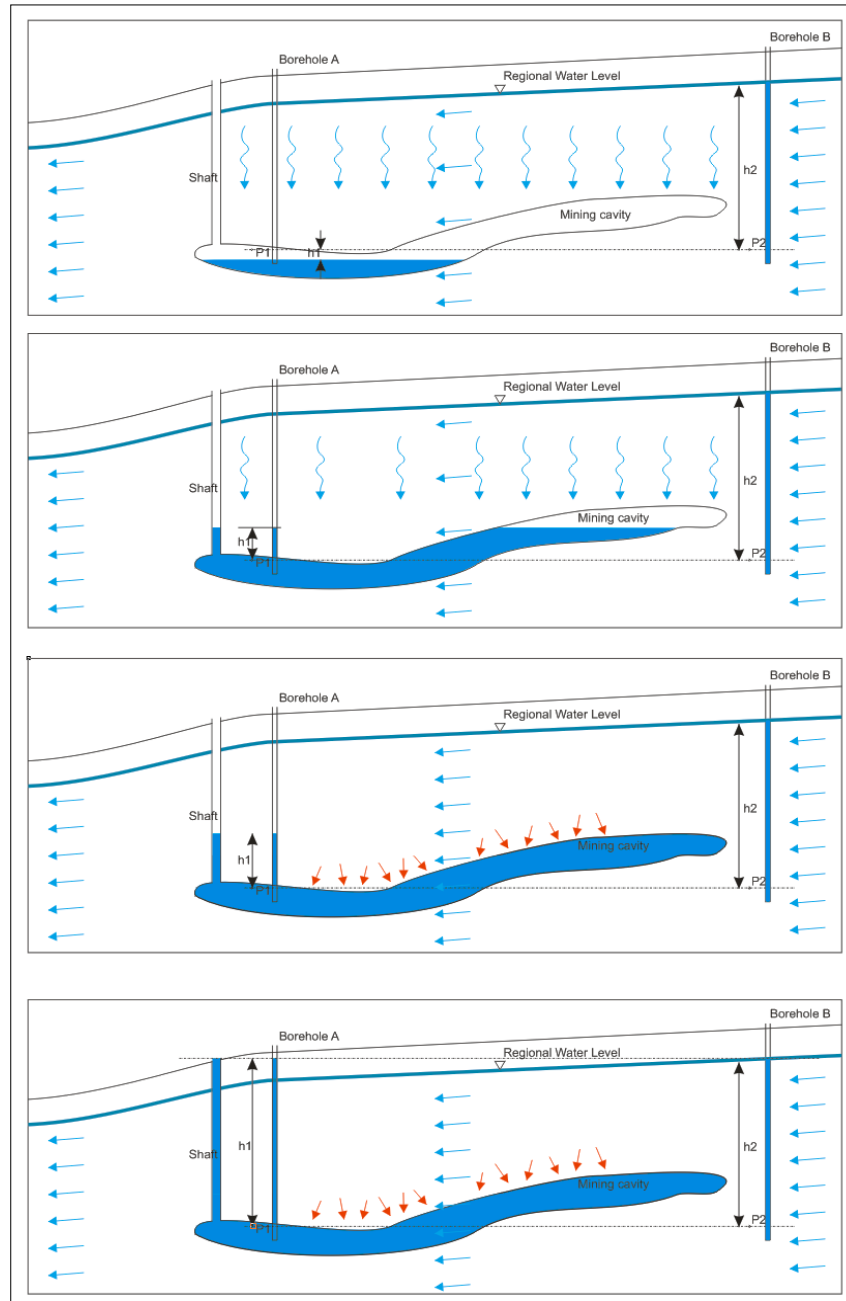 Borehole B
Borehole A
Regional Water Level
h2
Shaft
Mining cavity
P1
h1
P2
Borehole B
Borehole A
Regional Water Level
h2
Shaft
Mining cavity
h1
P1
P2
Borehole B
Borehole A
Regional Water Level
h2
Shaft
Mining cavity
h1
P1
P2
Borehole B
Borehole A
Regional Water Level
h1
h2
Shaft
Mining cavity
P1
P2